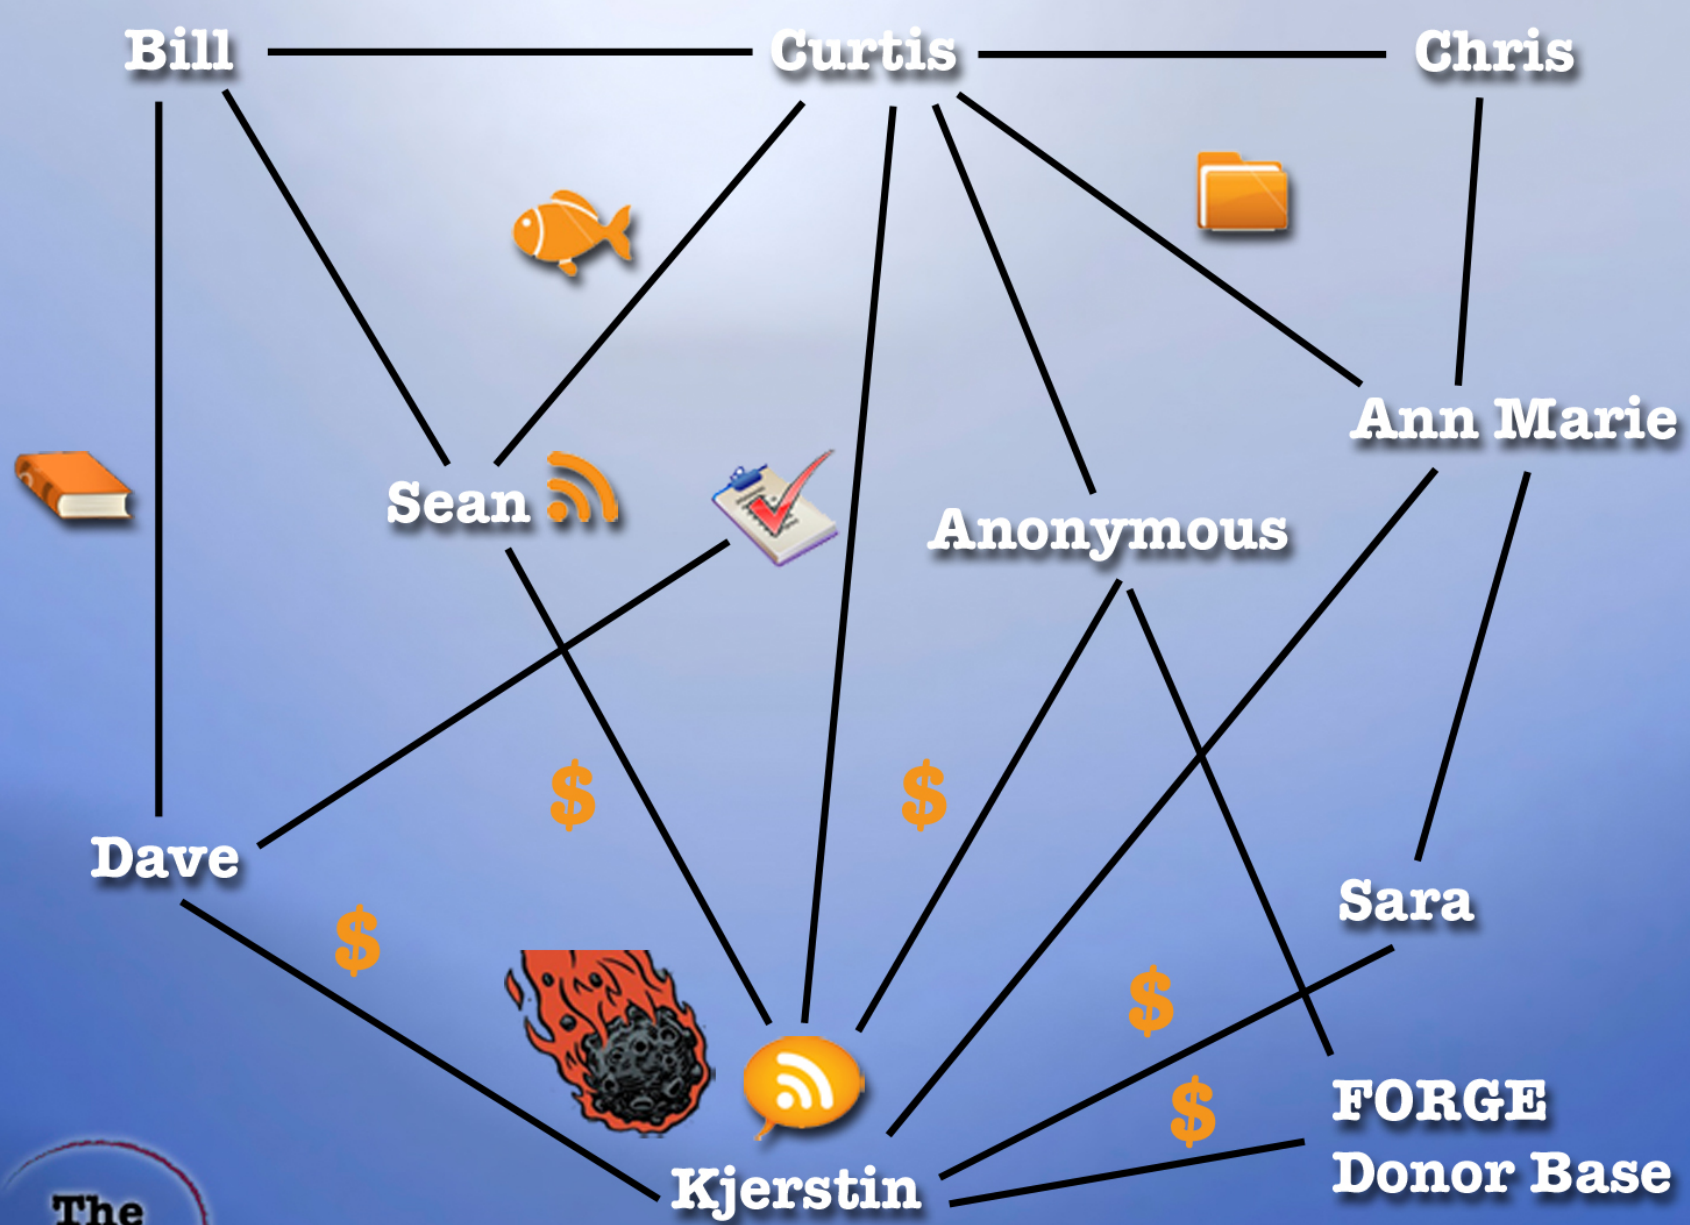 Bill
Curtis
Chris
Ann Marie
Sean
Anonymous
$
$
Dave
Sara
$
$
$
FORGE
Donor Base
Kjerstin
The